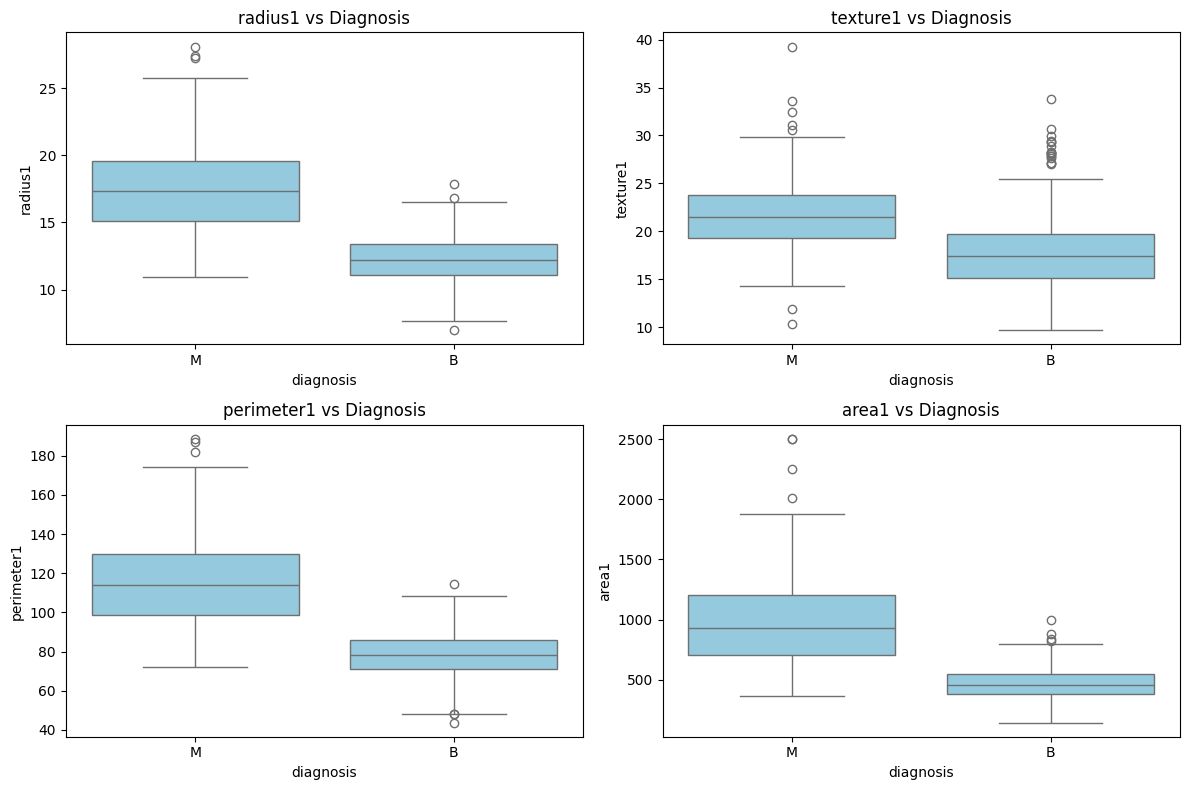 radius1 vs Diagnosis
25
20
15
10
radius1
M
B
diagnosis
texture1 vs Diagnosis
40
35
30
25
20
15
10
texture1
M
B
diagnosis
perimeter1 vs Diagnosis
180
160
140
120
100
80
60
40
perimeter1
M
B
diagnosis
area1 vs Diagnosis
2500
2000
1500
1000
500
area1
M
B
diagnosis